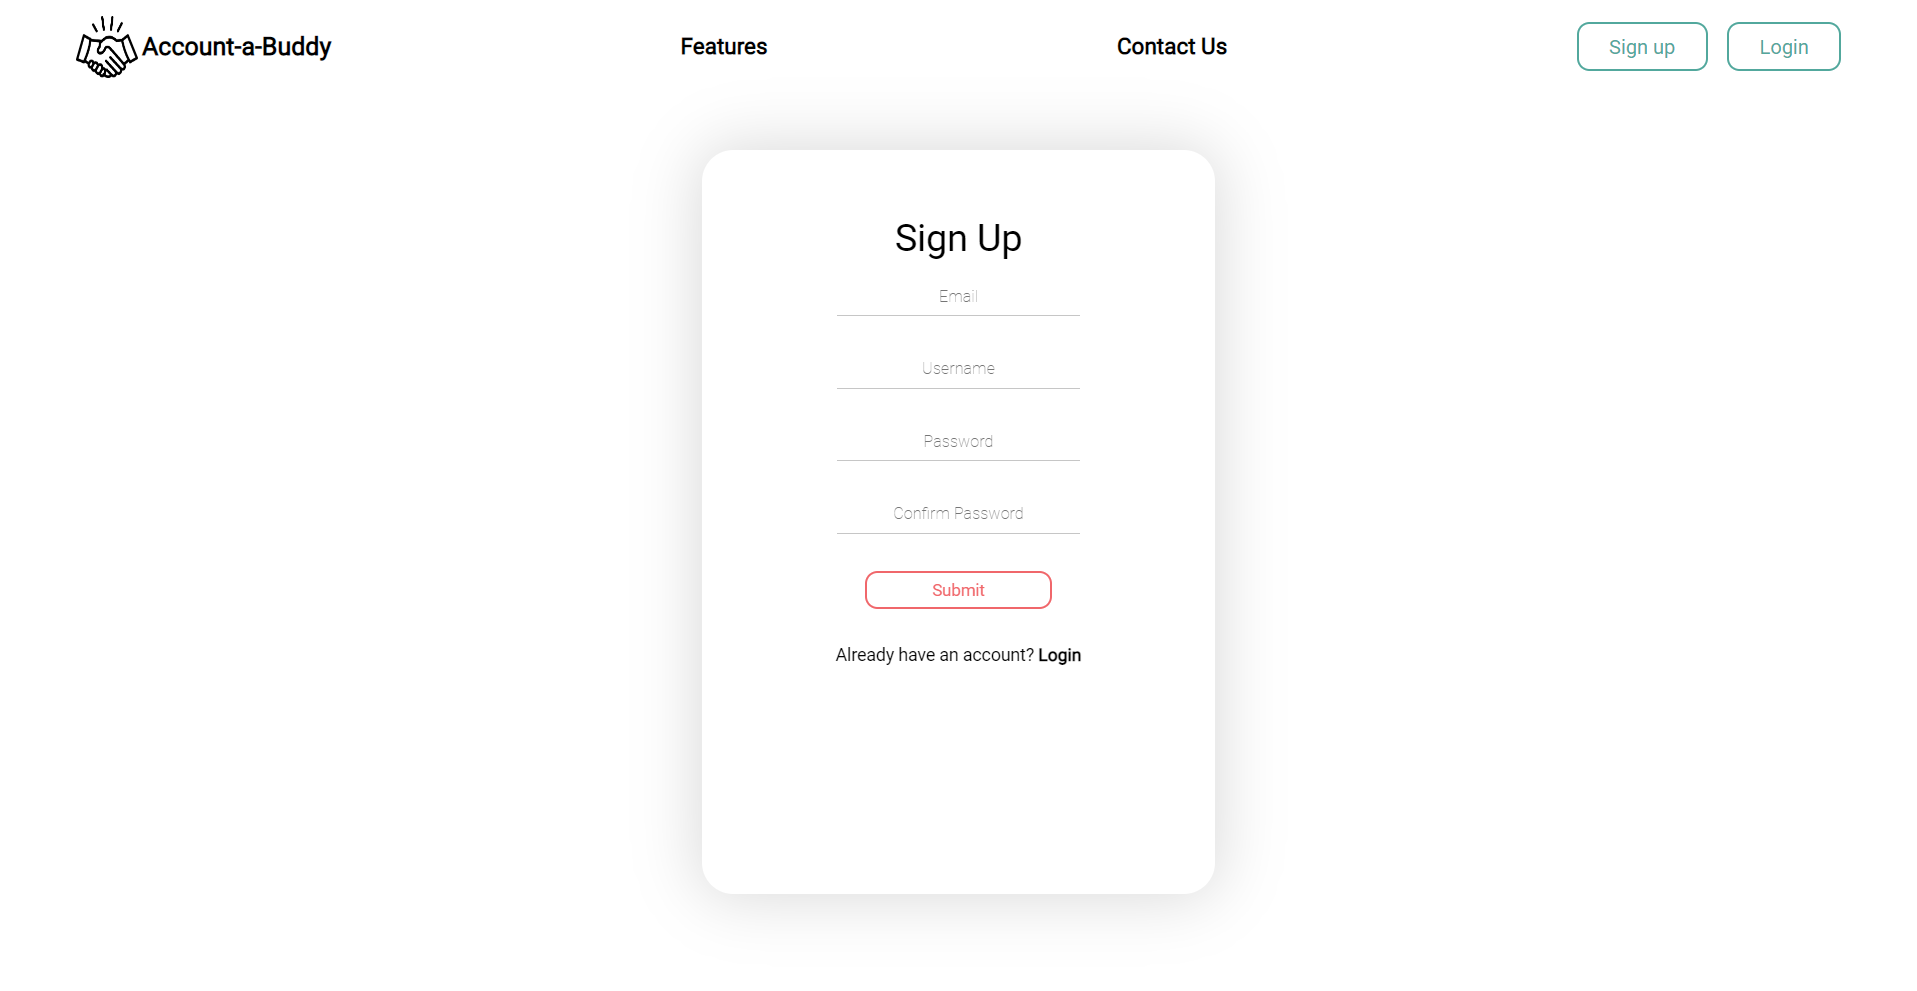 Account-a-Buddy
Features
Contact Us
Sign up
Login
Sign Up
Email
Username
Password
Confirm Password
Submit
Already have an account? Login